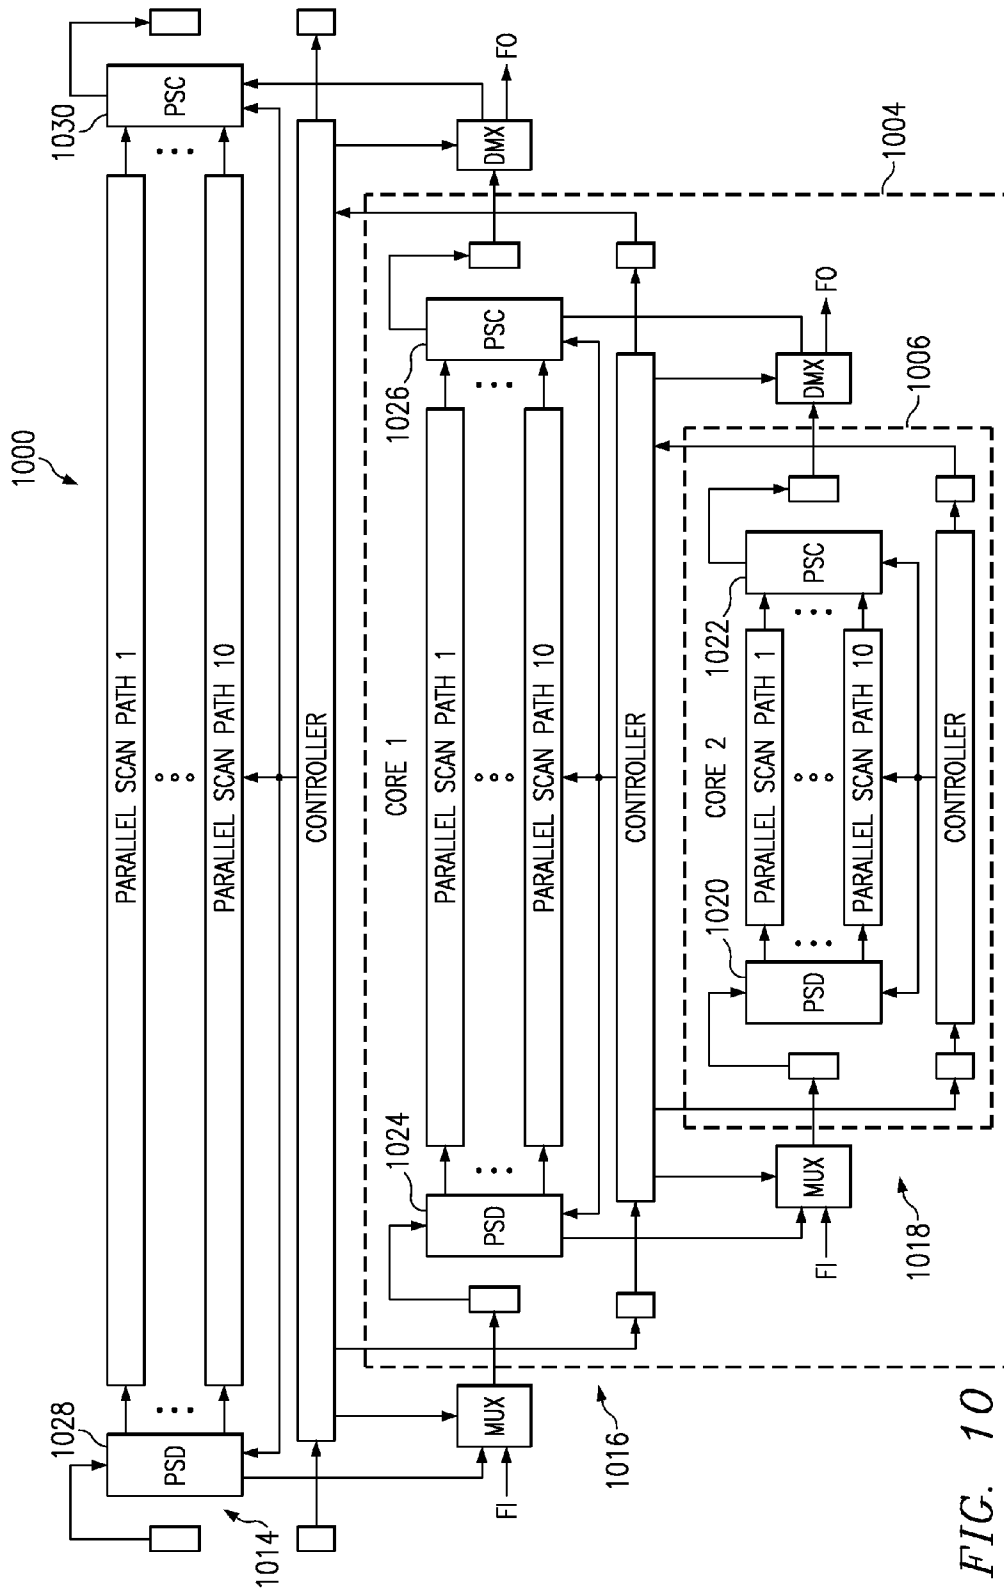 1000
1028
PSD
PARALLEL SCAN PATH 1
PARALLEL SCAN PATH 10
1030
PSC
1014
CONTROLLER
FI
MUX
DMX
FO
1016
1004
CORE 1
1024
PSD
PARALLEL SCAN PATH 1
PARALLEL SCAN PATH 10
1026
PSC
CONTROLLER
FI
MUX
DMX
FO
1018
1006
CORE 2
1020
PSD
PARALLEL SCAN PATH 1
PARALLEL SCAN PATH 10
1022
PSC
CONTROLLER
FIG. 10